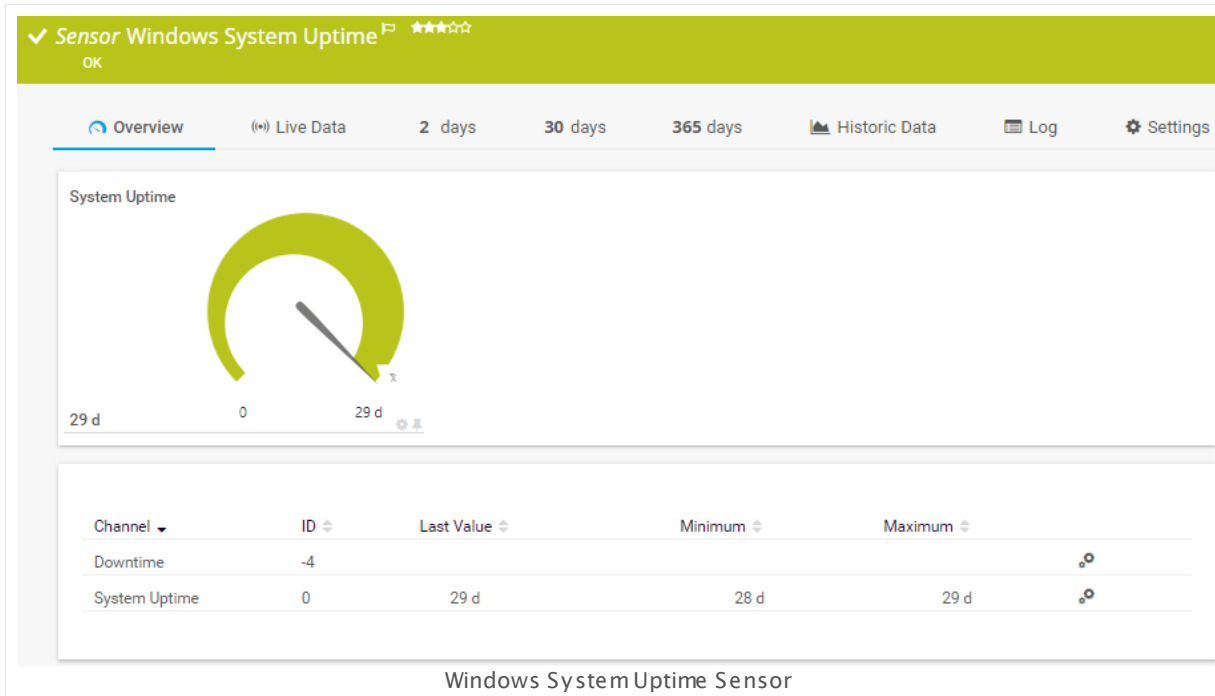 Sensor Windows System Uptime
OK
Overview Live Data 2 days 30 days 365 days Historic Data Log Settings
System Uptime
0 29 d
29 d
Channel ID Last Value Minimum Maximum
Downtime -4
System Uptime 0 29 d 28 d 29 d
Windows System Uptime Sensor